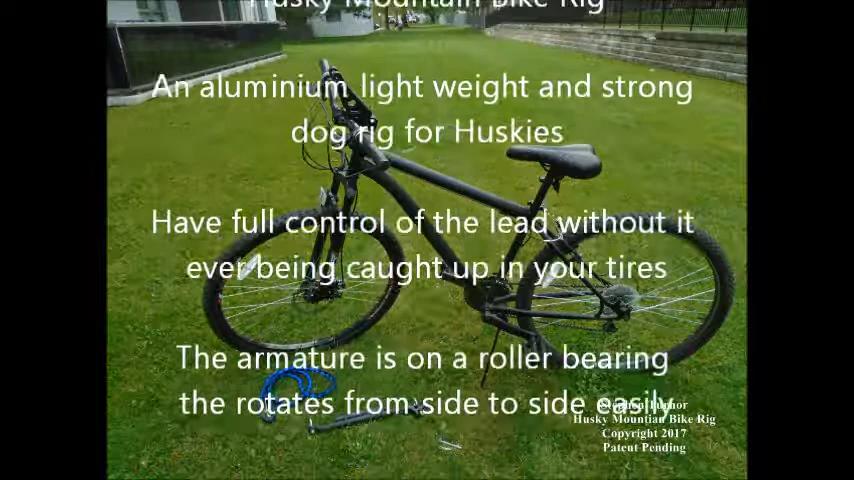 Husky Mountain Bike Rig
An aluminium light weight and strong
dog rig for Huskies
Have full control of the lead without it
ever being caught up in your tires
The armature is on a roller bearing
the rotates from side to side easily
Husky Mountian Bike Rig
Copyright 2017
Patent Pending